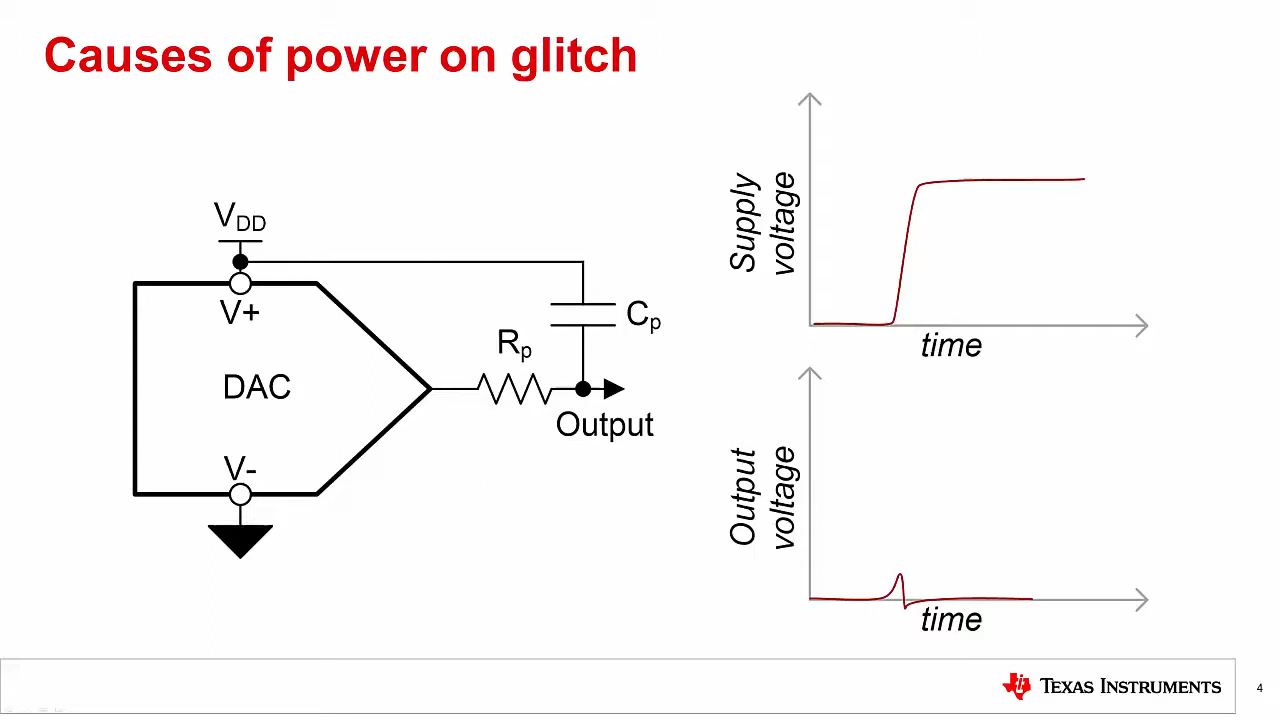 Causes of power on glitch
VDD
V+
DAC
V-
Rp
Cp
Output
Supply
voltage
time
Output
voltage
time
TEXAS INSTRUMENTS
4